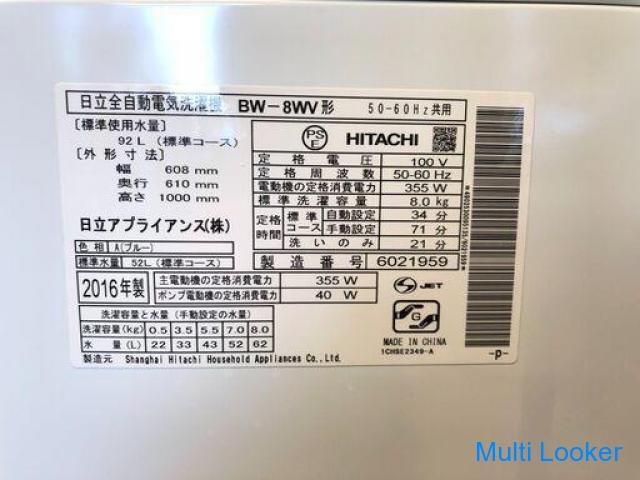 日立全自動電気洗濯機 BW-8WV形 50-60Hz共用
[標準使用水量]
92L (標準コース)
[外形寸法]
幅 608 mm
奥行 610 mm
高さ 1000 mm
日立アプライアンス(株)
色相 A(ブルー)
標準水量 52L(標準コース)
PS
E
HITACHI
定格電圧 100 V
定格周波数 50-60 Hz
電動機の定格消費電力 355 W
標準洗濯容量 8.0 kg
定格時間 標準コース 自動設定 34 分
手動設定 71 分
洗いのみ 21 分
製造番号 6021959
2016年製
主電動機の定格消費電力 355 W
ポンプ電動機の定格消費電力 40 W
S JET
洗濯容量と水量 (手動設定の水量)
洗濯容量(kg) 0.5 3.5 5.5 7.0 8.0
水量(L) 22 33 43 52 62
G
MADE IN CHINA
1CHSE2349-A
-p-
製造元 Shanghai Hitachi Household Appliances Co.,Ltd.
Multi Looker